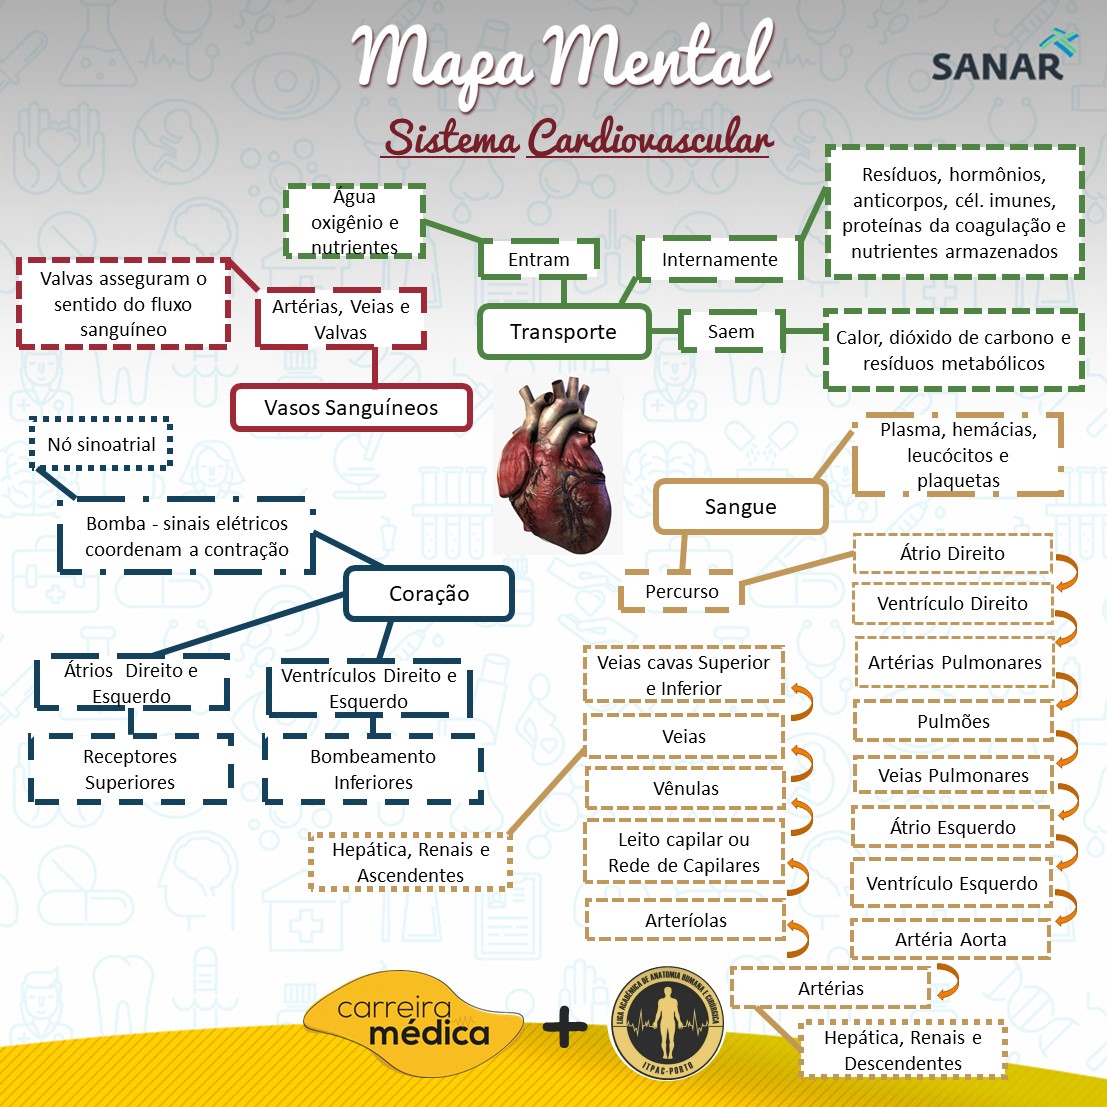 Mapa Mental
SANAR
Sistema Cardiovascular
Água
oxigênio e
nutrientes
Entram
Internamente
Resíduos, hormônios,
anticorpos, cél. imunes,
proteínas da coagulação e
nutrientes armazenados
Transporte
Saem
Calor, dióxido de carbono e
resíduos metabólicos
Valvas asseguram o
sentido do fluxo
sanguíneo
Artérias, Veias e
Valvas
Vasos Sanguíneos
Nó sinoatrial
Bomba - sinais elétricos
coordenam a contração
Coração
Átrios Direito e
Esquerdo
Ventrículos Direito e
Esquerdo
Receptores
Superiores
Bombeamento
Inferiores
Plasma, hemácias,
leucócitos e
plaquetas
Sangue
Percurso
Átrio Direito
Ventrículo Direito
Artérias Pulmonares
Pulmões
Veias Pulmonares
Átrio Esquerdo
Ventrículo Esquerdo
Artéria Aorta
Artérias
Hepática, Renais e
Descendentes
Veias cavas Superior
e Inferior
Veias
Vênulas
Leito capilar ou
Rede de Capilares
Arteríolas
Hepática, Renais e
Ascendentes
carreira
médica
+
LIGA ACADÊMICA DE ANATOMIA HUMANA E CIRÚRGICA
ITPAC-PORTO